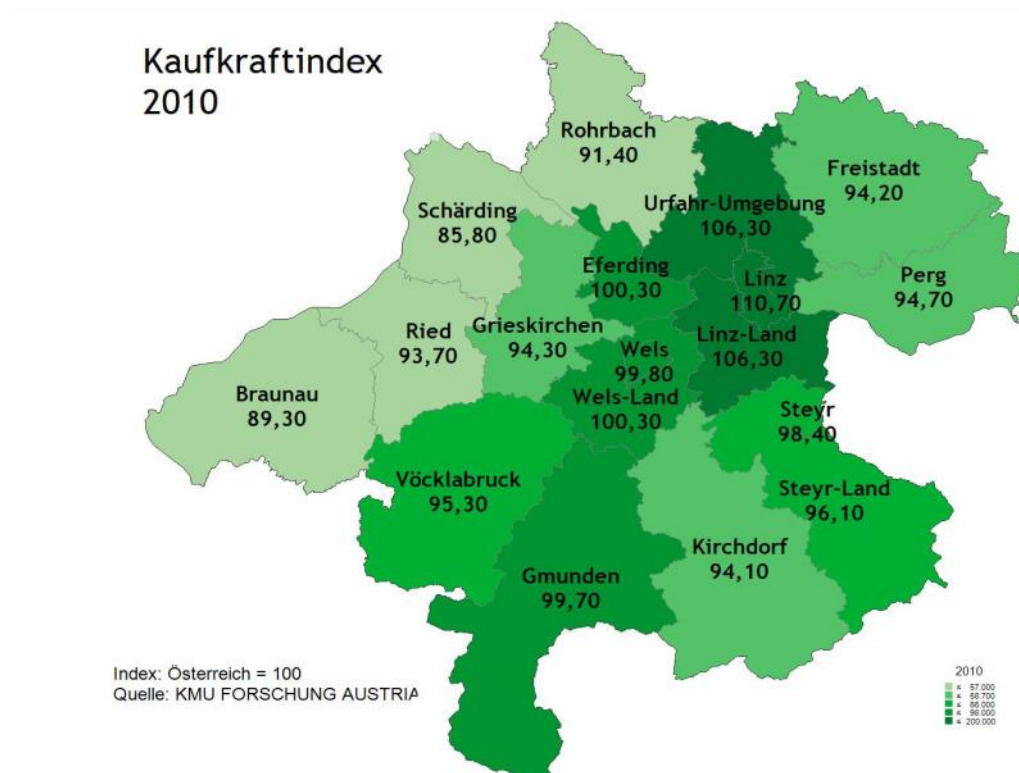 Kaufkraftindex
2010
Rohrbach
91,40
Freistadt
94,20
Schärding
85,80
Urfahr-Umgebung
106,30
Eferding
100,30
Linz
110,70
Perg
94,70
Ried
93,70
Grieskirchen
94,30
Wels
99,80
Linz-Land
106,30
Braunau
89,30
Wels-Land
100,30
Steyr
98,40
Vöcklabruck
95,30
Steyr-Land
96,10
Kirchdorf
94,10
Gmunden
99,70
Index: Österreich = 100
Quelle: KMU FORSCHUNG AUSTRIA
2010
200.000